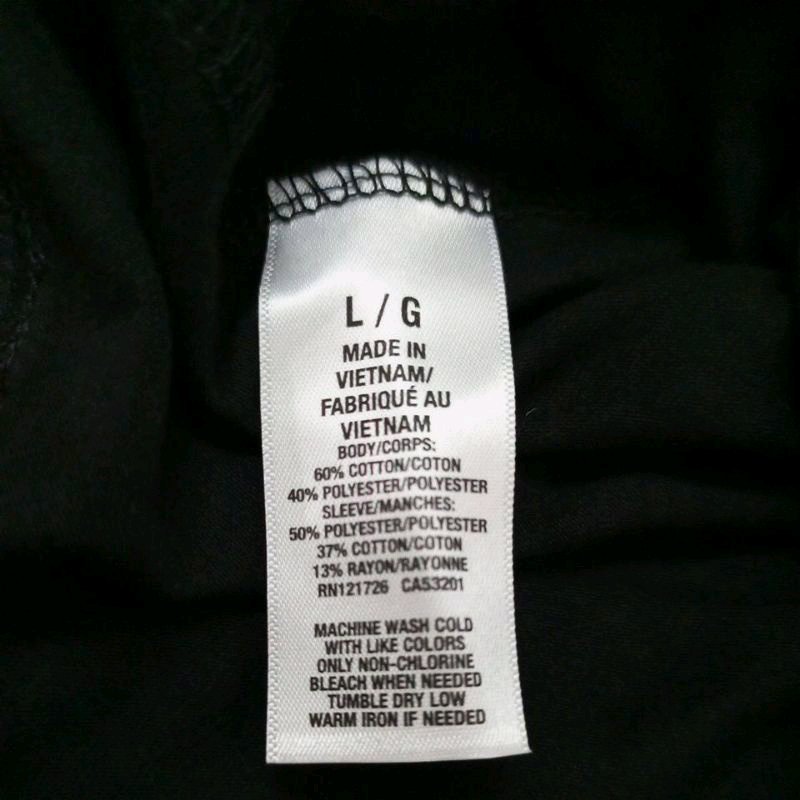 L / G
MADE IN
VIETNAM/
FABRIQUÉ AU
VIETNAM
BODY/CORPS:
60% COTTON/COTON
40% POLYESTER/POLYESTER
SLEEVE/MANCHES:
50% POLYESTER/POLYESTER
37% COTTON/COTON
13% RAYON/RAYONNE
RN121726 CA53201
MACHINE WASH COLD
WITH LIKE COLORS
ONLY NON-CHLORINE
BLEACH WHEN NEEDED
TUMBLE DRY LOW
WARM IRON IF NEEDED